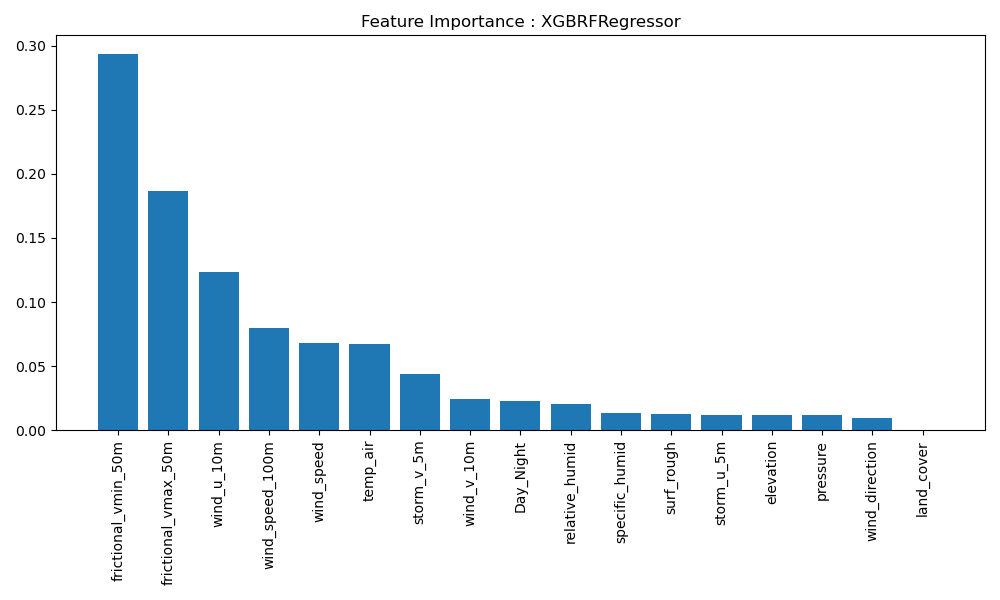 Feature Importance : XGBRFRegressor
0.30
0.25
0.20
0.15
0.10
0.05
0.00
frictional_vmin_50m
frictional_vmax_50m
wind_u_10m
wind_speed_100m
wind_speed
temp_air
storm_v_5m
wind_v_10m
Day_Night
relative_humid
specific_humid
surf_rough
storm_u_5m
elevation
pressure
wind_direction
land_cover